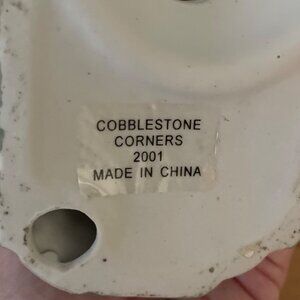 COBBLESTONE
CORNERS
2001
MADE IN CHINA